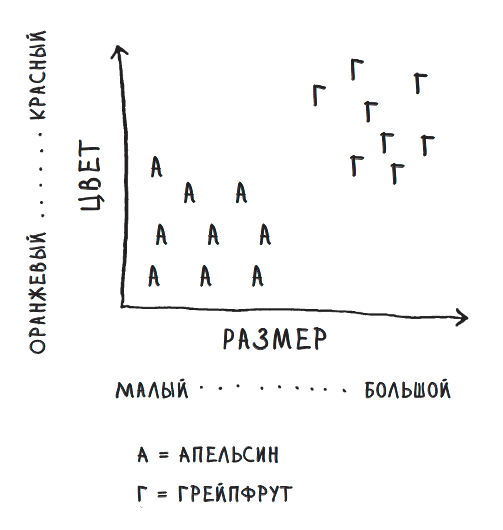 ОРАНЖЕВЫЙ ...... КРАСНЫЙ
ЦВЕТ
Г
Г Г
Г
Г Г
Г Г
А
А А
А А А
А А А
РАЗМЕР
МАЛЫЙ .......... БОЛЬШОЙ
А = АПЕЛЬСИН
Г = ГРЕЙПФРУТ